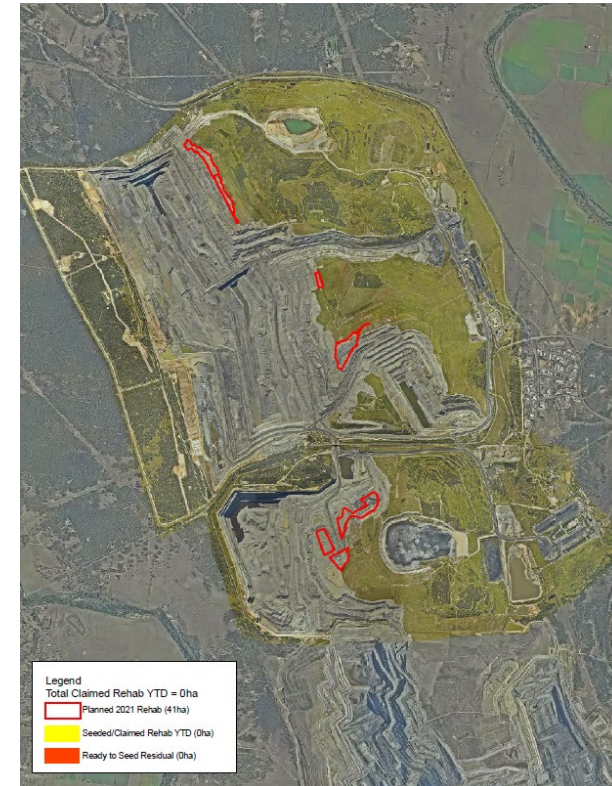 Legend
Total Claimed Rehab YTD = 0ha
Planned 2021 Rehab (41ha)
Seeded/Claimed Rehab YTD (0ha)
Ready to Seed Residual (0ha)